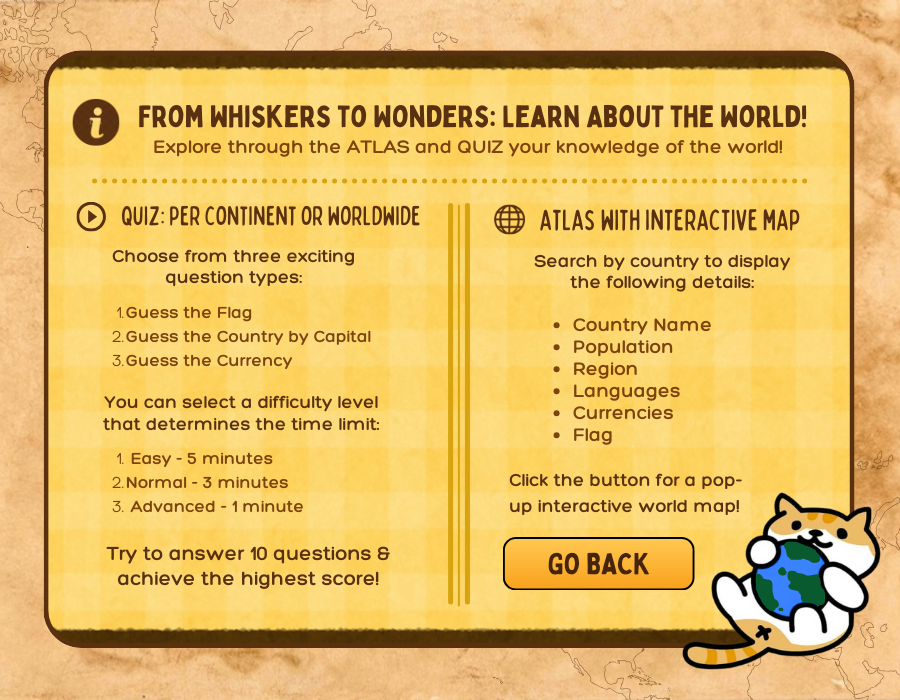 FROM WHISKERS TO WONDERS: LEARN ABOUT THE WORLD!
Explore through the ATLAS and QUIZ your knowledge of the world!
QUIZ: PER CONTINENT OR WORLDWIDE
Choose from three exciting
question types:
1.Guess the Flag
2.Guess the Country by Capital
3.Guess the Currency
You can select a difficulty level
that determines the time limit:
1. Easy - 5 minutes
2.Normal - 3 minutes
3. Advanced - 1 minute
Try to answer 10 questions &
achieve the highest score!
ATLAS WITH INTERACTIVE MAP
Search by country to display
the following details:
• Country Name
• Population
• Region
• Languages
• Currencies
• Flag
Click the button for a pop-
up interactive world map!
GO BACK